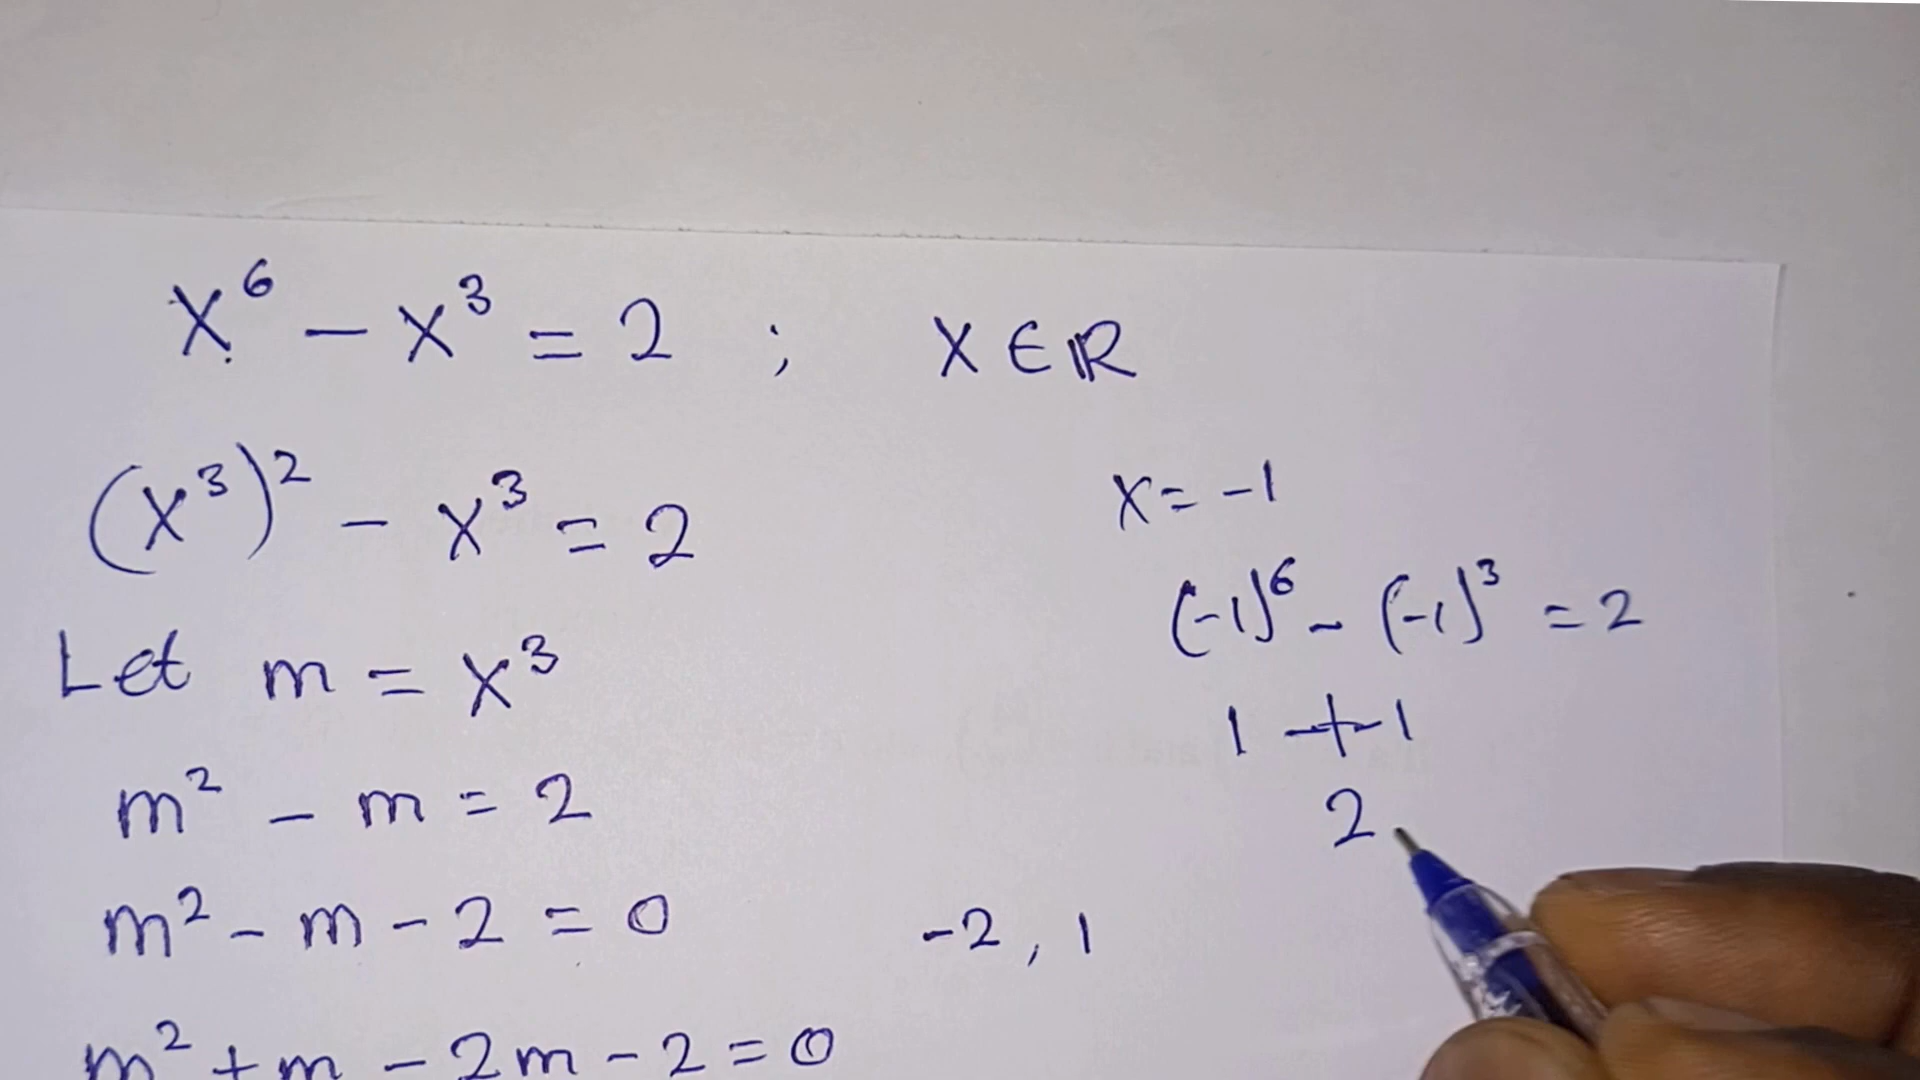 x⁶ - x³ = 2 ; x ∈ ℝ
(x³)² - x³ = 2
Let m = x³
m² - m = 2
m² - m - 2 = 0
-2, 1
m² + m - 2m - 2 = 0
x = -1
(-1)⁶ - (-1)³ = 2
1 + 1
2